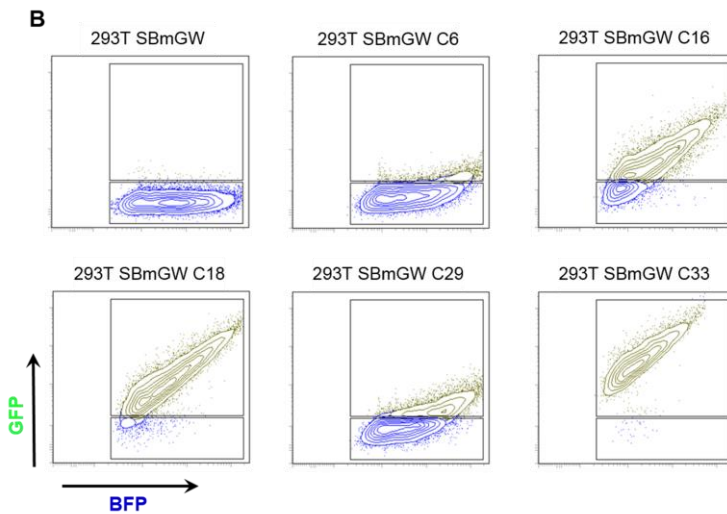 B
293T SBmGW
293T SBmGW C6
293T SBmGW C16
293T SBmGW C18
293T SBmGW C29
293T SBmGW C33
GFP
BFP